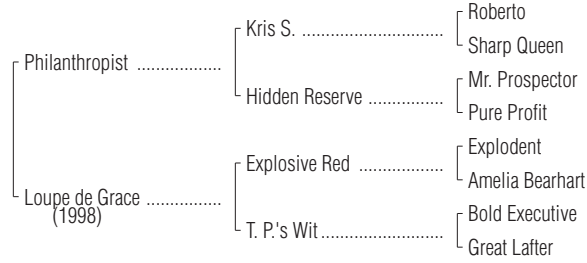 Roberto
Kris S. ................................
Sharp Queen
Philanthropist ...................
Mr. Prospector
Hidden Reserve .................
Pure Profit
Explodent
Explosive Red ...................
Amelia Bearhart
Loupe de Grace .................
(1998)
Bold Executive
T. P.'s Wit ............................
Great Lafter